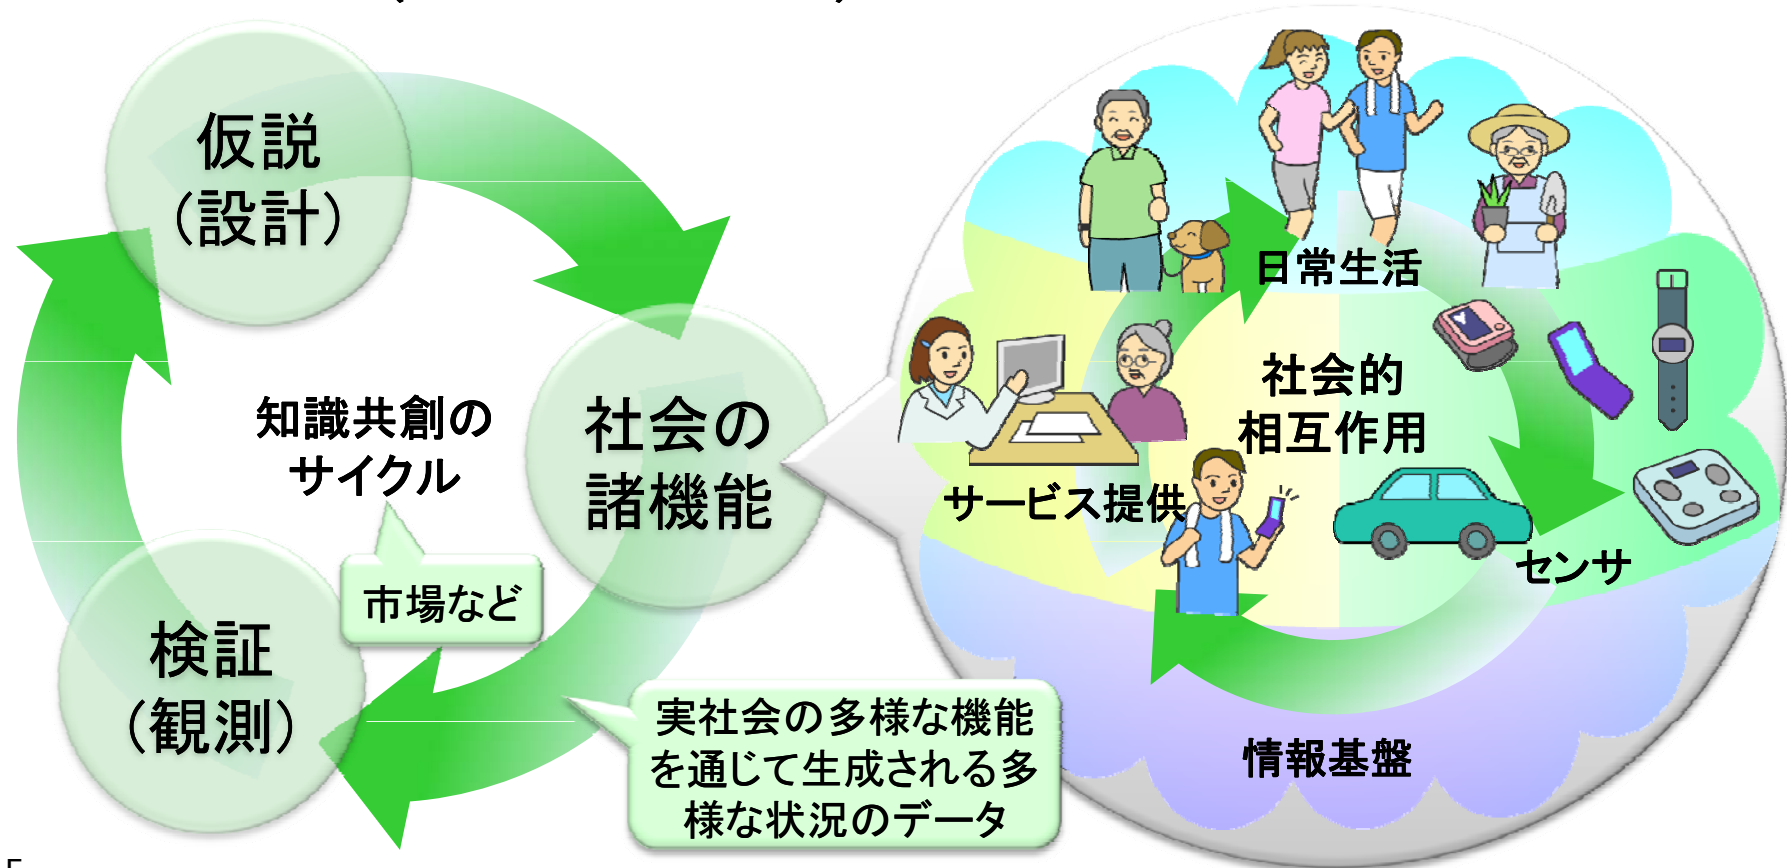 仮説
(設計)
知識共創の
サイクル
社会の
諸機能
市場など
検証
(観測)
実社会の多様な機能
を通じて生成される多
様な状況のデータ
日常生活
社会的
相互作用
サービス提供
センサ
情報基盤